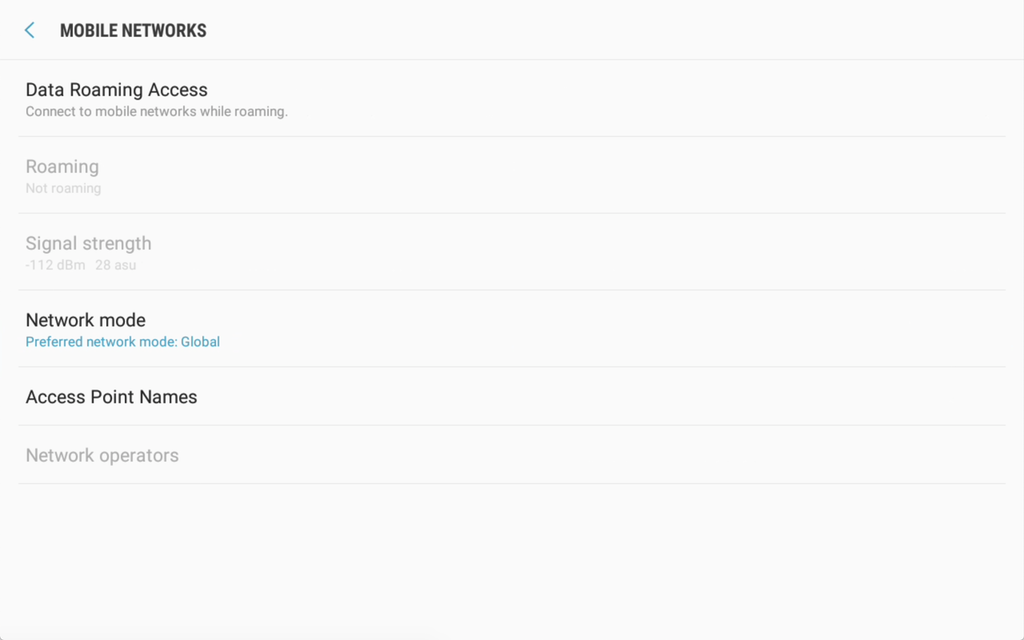 MOBILE NETWORKS
Data Roaming Access
Connect to mobile networks while roaming.
Roaming
Not roaming
Signal strength
-112 dBm 28 asu
Network mode
Preferred network mode: Global
Access Point Names
Network operators